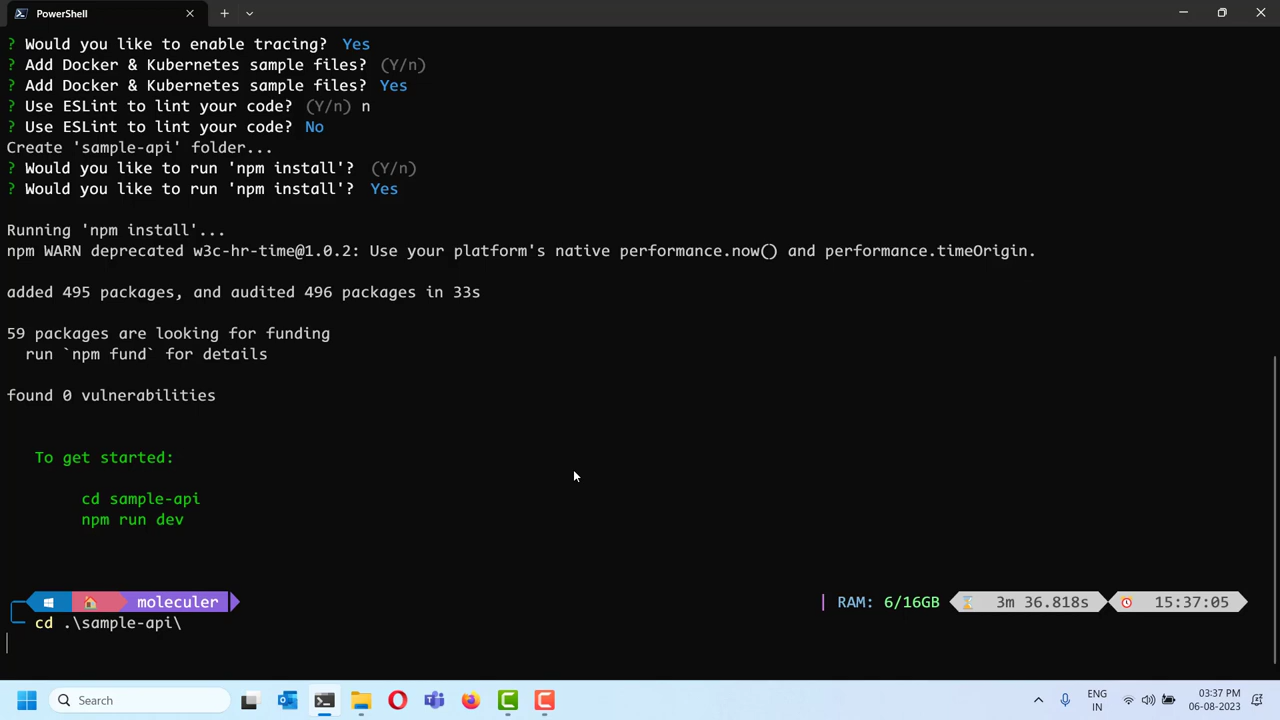 PowerShell
? Would you like to enable tracing? Yes
? Add Docker & Kubernetes sample files? (Y/n)
? Add Docker & Kubernetes sample files? Yes
? Use ESLint to lint your code? (Y/n) n
? Use ESLint to lint your code? No
Create 'sample-api' folder...
? Would you like to run 'npm install'? (Y/n)
? Would you like to run 'npm install'? Yes
Running 'npm install'...
npm WARN deprecated w3c-hr-time@1.0.2: Use your platform's native performance.now() and performance.timeOrigin.
added 495 packages, and audited 496 packages in 33s
59 packages are looking for funding
run `npm fund` for details
found 0 vulnerabilities
To get started:
cd sample-api
npm run dev
moleculer | RAM: 6/16GB 3m 36.818s 15:37:05
cd .\sample-api\
Search ENG 03:37 PM
IN 06-08-2023